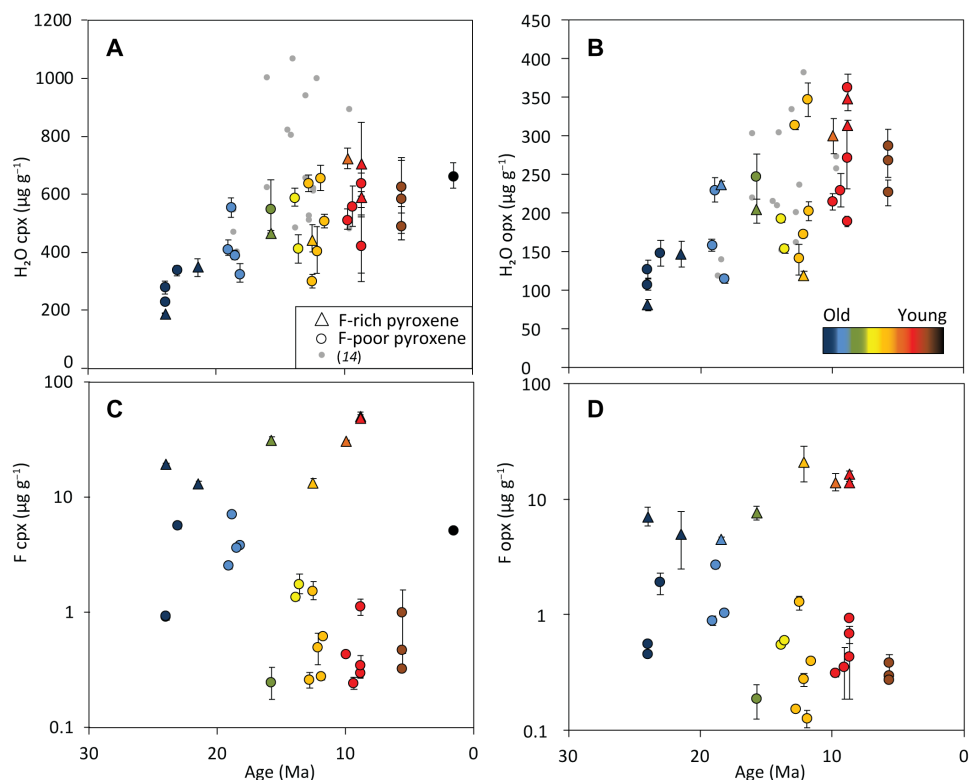 A
H₂O cpx (µg g⁻¹)
1200
1000
800
600
400
200
0
F-rich pyroxene
F-poor pyroxene
(14)
B
H₂O opx (µg g⁻¹)
450
400
350
300
250
200
150
100
50
0
Old Young
C
F cpx (µg g⁻¹)
100
10
1
0.1
30 20 10 0
Age (Ma)
D
F opx (µg g⁻¹)
100
10
1
0.1
30 20 10 0
Age (Ma)